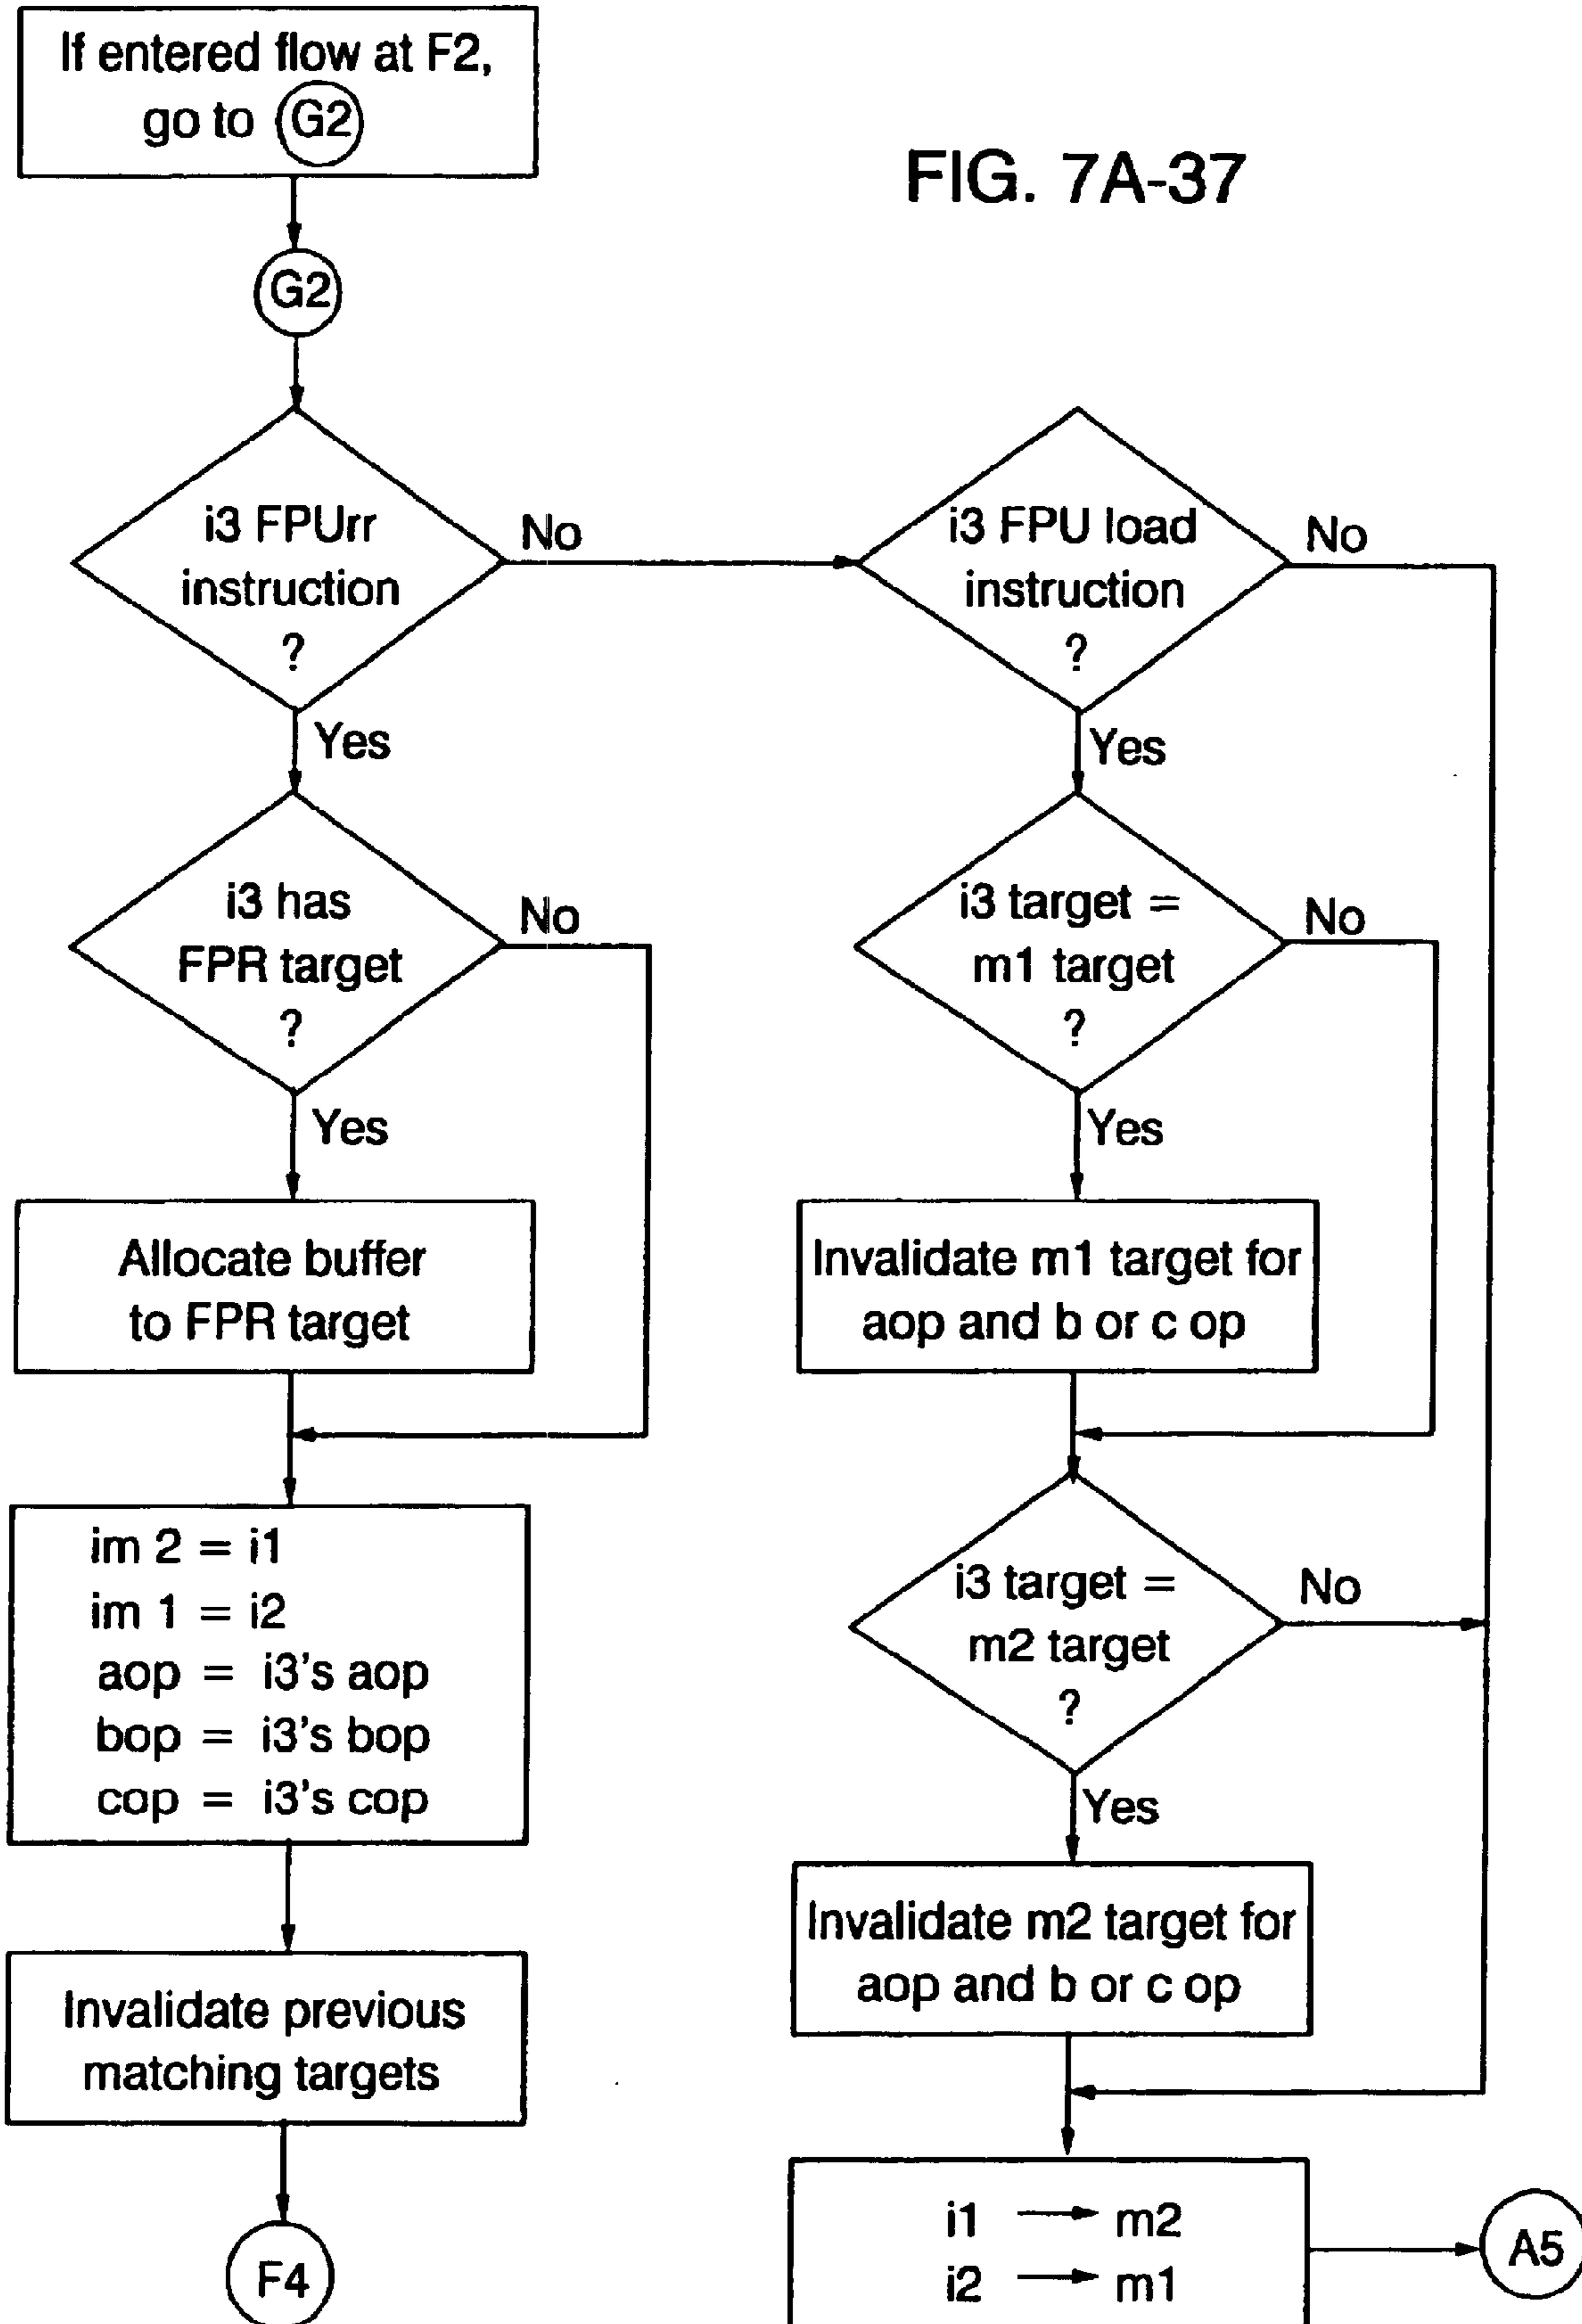 If entered flow at F2,
go to G2
FIG. 7A-37
G2
i3 FPUrr
instruction
?
No
Yes
i3 FPU load
instruction
?
No
Yes
i3 has
FPR target
?
No
Yes
i3 target =
m1 target
?
No
Yes
Allocate buffer
to FPR target
Invalidate m1 target for
aop and b or c op
im 2 = i1
im 1 = i2
aop = i3's aop
bop = i3's bop
cop = i3's cop
i3 target =
m2 target
?
No
Yes
Invalidate previous
matching targets
Invalidate m2 target for
aop and b or c op
F4
i1 → m2
i2 → m1
A5